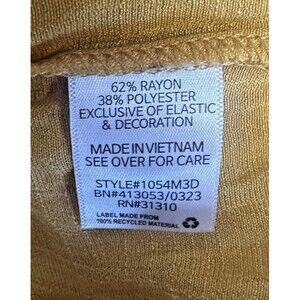 62% RAYON
38% POLYESTER
EXCLUSIVE OF ELASTIC
& DECORATION
MADE IN VIETNAM
SEE OVER FOR CARE
STYLE#1054M3D
BN#413053/0323
RN#31310
LABEL MADE FROM
100% RECYCLED MATERIAL